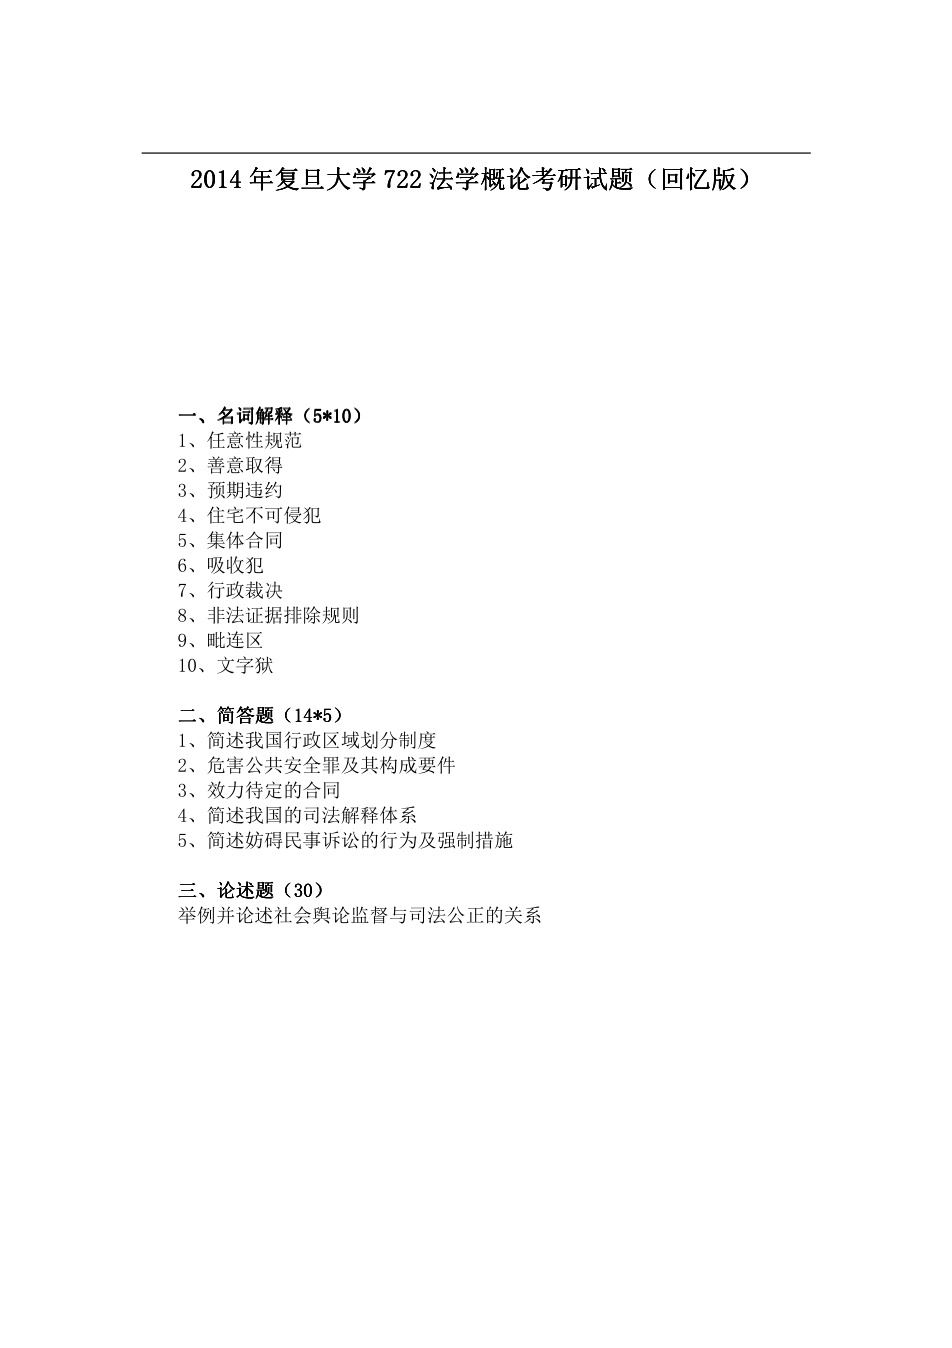 2014 年复旦大学 722 法学概论考研试题（回忆版）
一、名词解释（5*10）
1、任意性规范
2、善意取得
3、预期违约
4、住宅不可侵犯
5、集体合同
6、吸收犯
7、行政裁决
8、非法证据排除规则
9、毗连区
10、文字狱
二、简答题（14*5）
1、简述我国行政区域划分制度
2、危害公共安全罪及其构成要件
3、效力待定的合同
4、简述我国的司法解释体系
5、简述妨碍民事诉讼的行为及强制措施
三、论述题（30）
举例并论述社会舆论监督与司法公正的关系